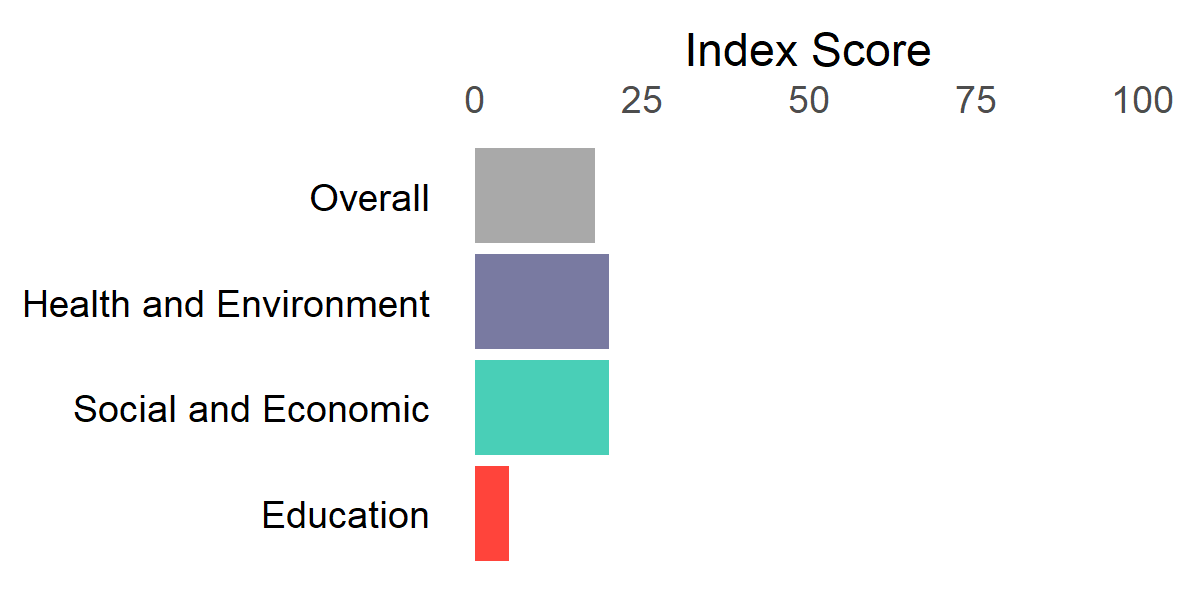 Index Score
0 25 50 75 100
Overall
Health and Environment
Social and Economic
Education